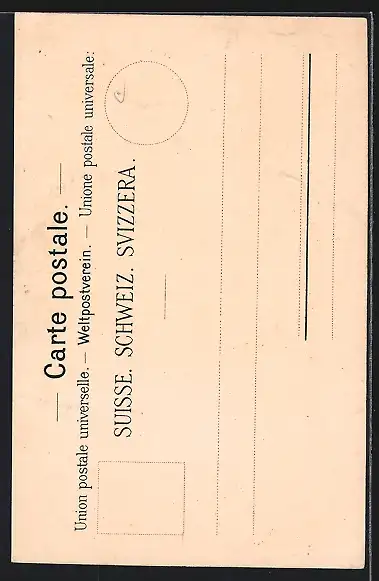 — Carte postale. —
Union postale universelle. — Weltpostverein. — Unione postale universale:
SUISSE. SCHWEIZ. SVIZZERA.